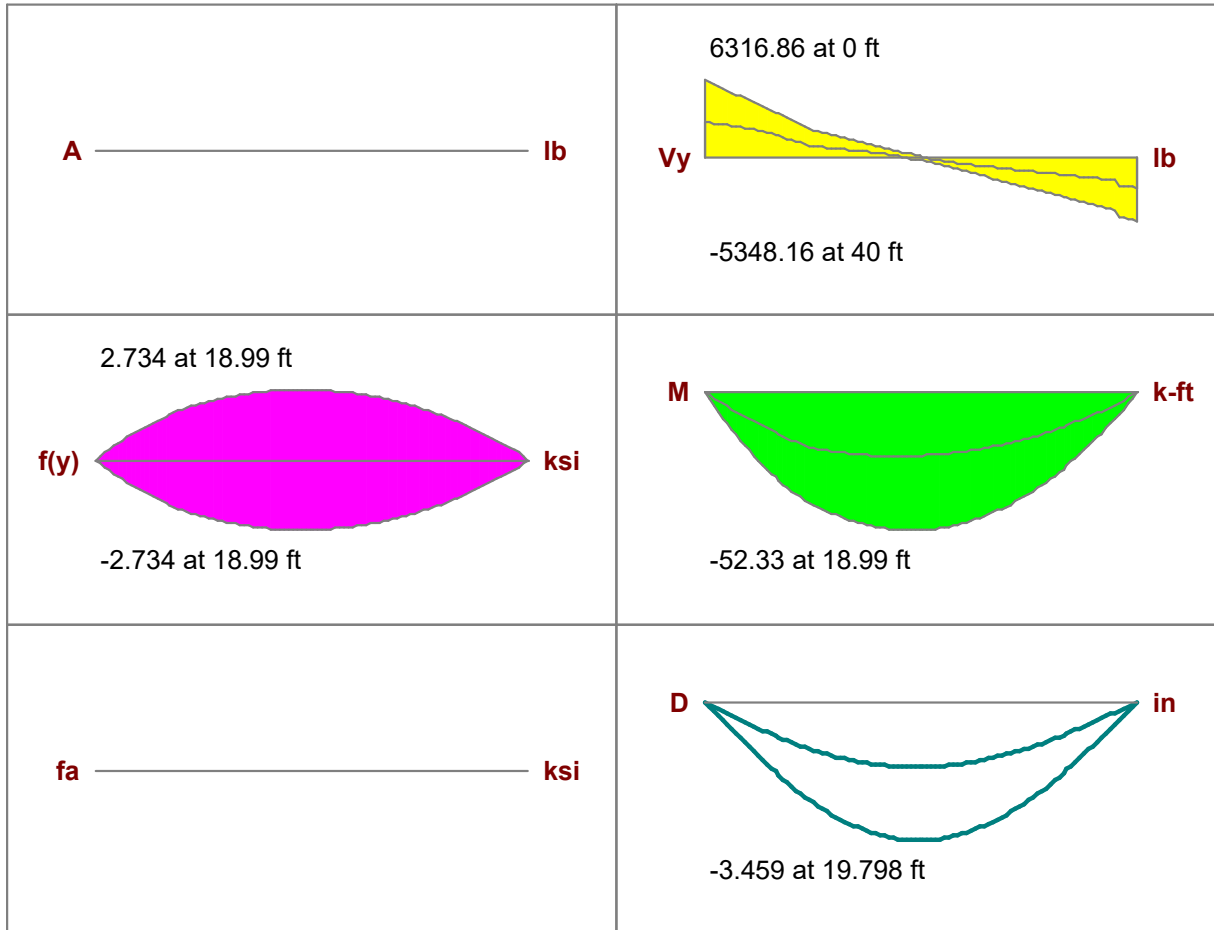 A lb
6316.86 at 0 ft
Vy lb
-5348.16 at 40 ft
2.734 at 18.99 ft
f(y) ksi
-2.734 at 18.99 ft
M k-ft
-52.33 at 18.99 ft
fa ksi
D in
-3.459 at 19.798 ft